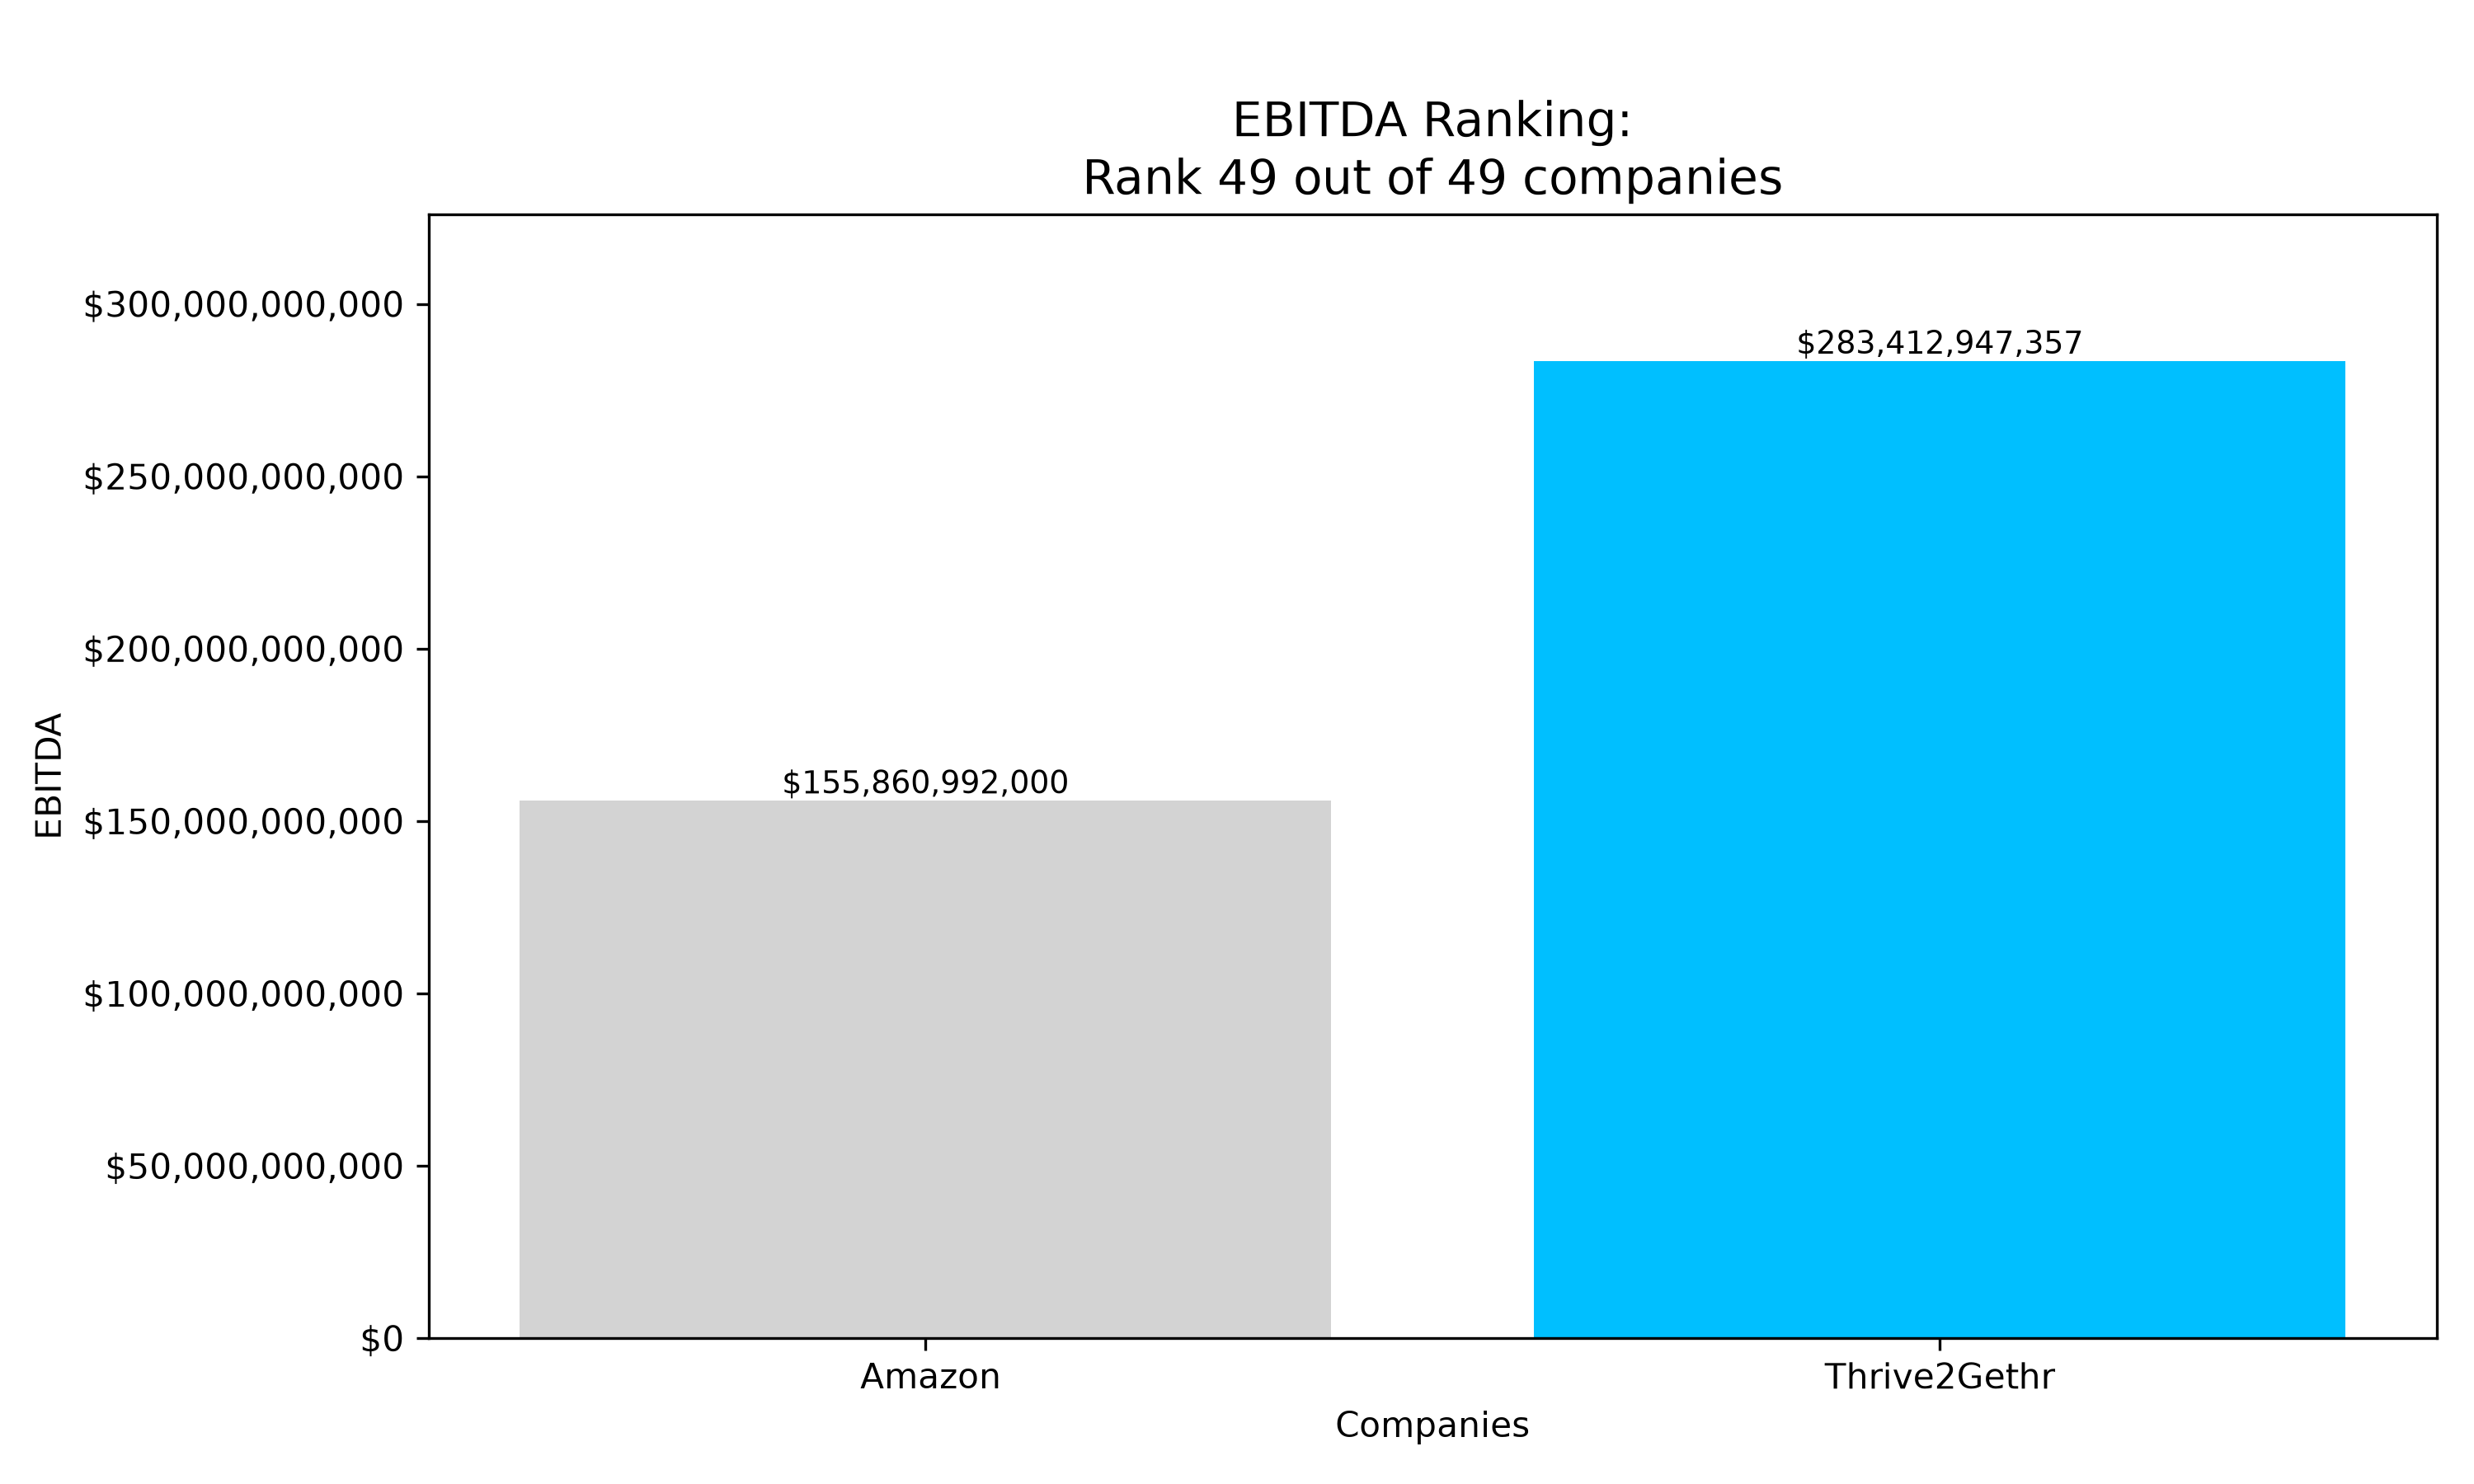 EBITDA Ranking:
Rank 49 out of 49 companies
EBITDA
$300,000,000,000
$250,000,000,000
$200,000,000,000
$150,000,000,000
$100,000,000,000
$50,000,000,000
$0
$155,860,992,000
$283,412,947,357
Amazon
Thrive2Gethr
Companies